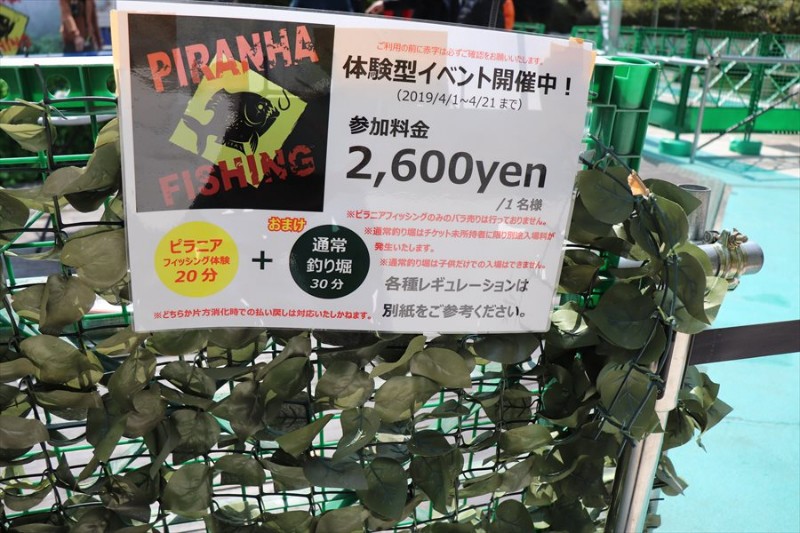 PIRANHA
FISHING
ご利用の前に赤字は必ずご確認をお願いいたします。
体験型イベント開催中！
（2019/4/1～4/21まで）
参加料金
2,600yen
/1名様
ピラニア
フィッシング体験
20分
+
おまけ
通常
釣り堀
30分
※どちらか片方消化時での払い戻しは対応いたしかねます。
※ピラニアフィッシングのみのバラ売りは行っておりません。
※通常釣り場はチケット未所持者に限り別途入場料が
発生いたします。
※通常釣り場は子供だけでの入場はできません。
各種レギュレーションは
別紙をご参考ください。